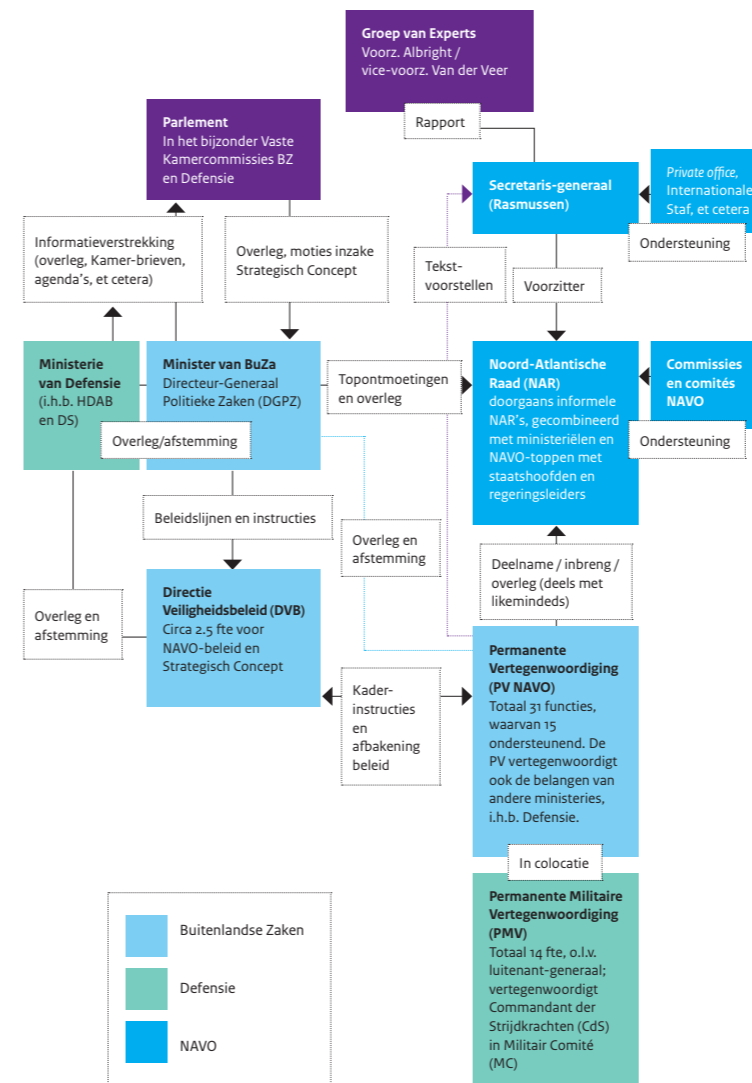 Groep van Experts
Voorz. Albright /
vice-voorz. Van der Veer
Rapport
Parlement
In het bijzonder Vaste
Kamercommissies BZ
en Defensie
Secretaris-generaal
(Rasmussen)
Private office,
Internationale
Staf, et cetera
Ondersteuning
Informatieverstrekking
(overleg, Kamer-brieven,
agenda's, et cetera)
Overleg, moties inzake
Strategisch Concept
Tekst-
voorstellen
Voorzitter
Ministerie
van Defensie
(i.h.b. HDAB
en DS)
Minister van BuZa
Directeur-Generaal
Politieke Zaken (DGPZ)
Overleg/afstemming
Topontmoetingen
en overleg
Noord-Atlantische
Raad (NAR)
doorgaans informele
NAR's, gecombineerd
met ministeriëlen en
NAVO-toppen met
staatshoofden en
regeringsleiders
Commissies
en comités
NAVO
Ondersteuning
Beleidslijnen en instructies
Overleg en
afstemming
Deelname / inbreng /
overleg (deels met
likemindeds)
Overleg en
afstemming
Directie
Veiligheidsbeleid (DVB)
Circa 2.5 fte voor
NAVO-beleid en
Strategisch Concept
Kader-
instructies
en
afbakening
beleid
Permanente
Vertegenwoordiging
(PV NAVO)
Totaal 31 functies,
waarvan 15
ondersteunend. De
PV vertegenwoordigt
ook de belangen van
andere ministeries,
i.h.b. Defensie.
In colocatie
Permanente Militaire
Vertegenwoordiging
(PMV)
Totaal 14 fte, o.l.v.
luitenant-generaal;
vertegenwoordigt
Commandant der
Strijdkrachten (CdS)
in Militair Comité
(MC)
Buitenlandse Zaken
Defensie
NAVO